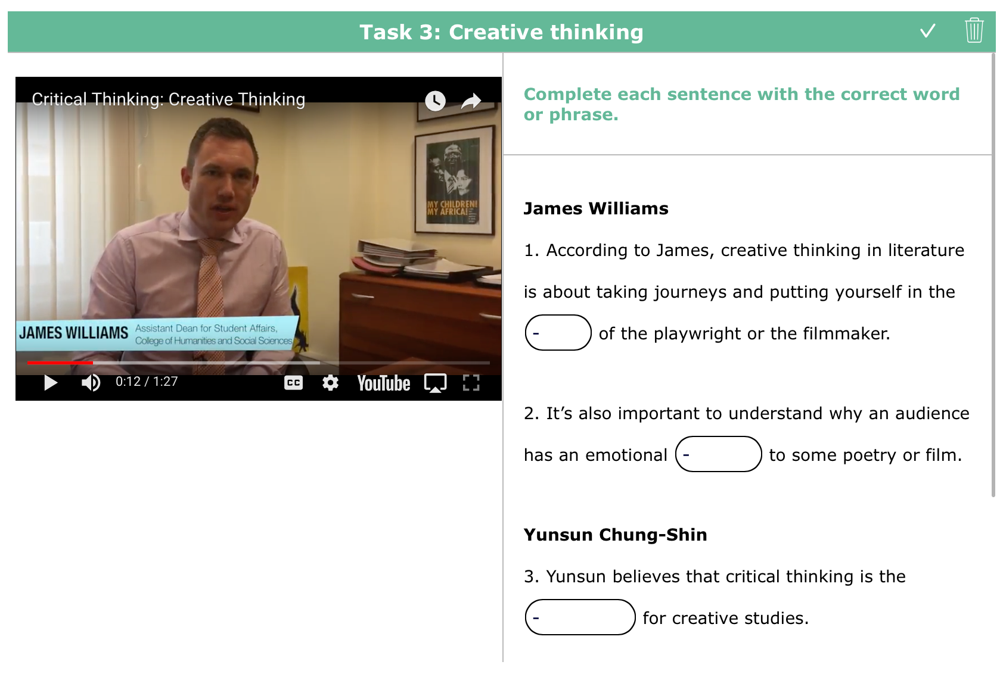 Task 3: Creative thinking
Critical Thinking: Creative Thinking
MY CHILDREN!
MY AFRICA!
JAMES WILLIAMS
Assistant Dean for Student Affairs,
College of Humanities and Social Sciences
0:12 / 1:27
CC
YouTube
Complete each sentence with the correct word
or phrase.
James Williams
1. According to James, creative thinking in literature
is about taking journeys and putting yourself in the
- of the playwright or the filmmaker.
2. It’s also important to understand why an audience
has an emotional - to some poetry or film.
Yunsun Chung-Shin
3. Yunsun believes that critical thinking is the
- for creative studies.